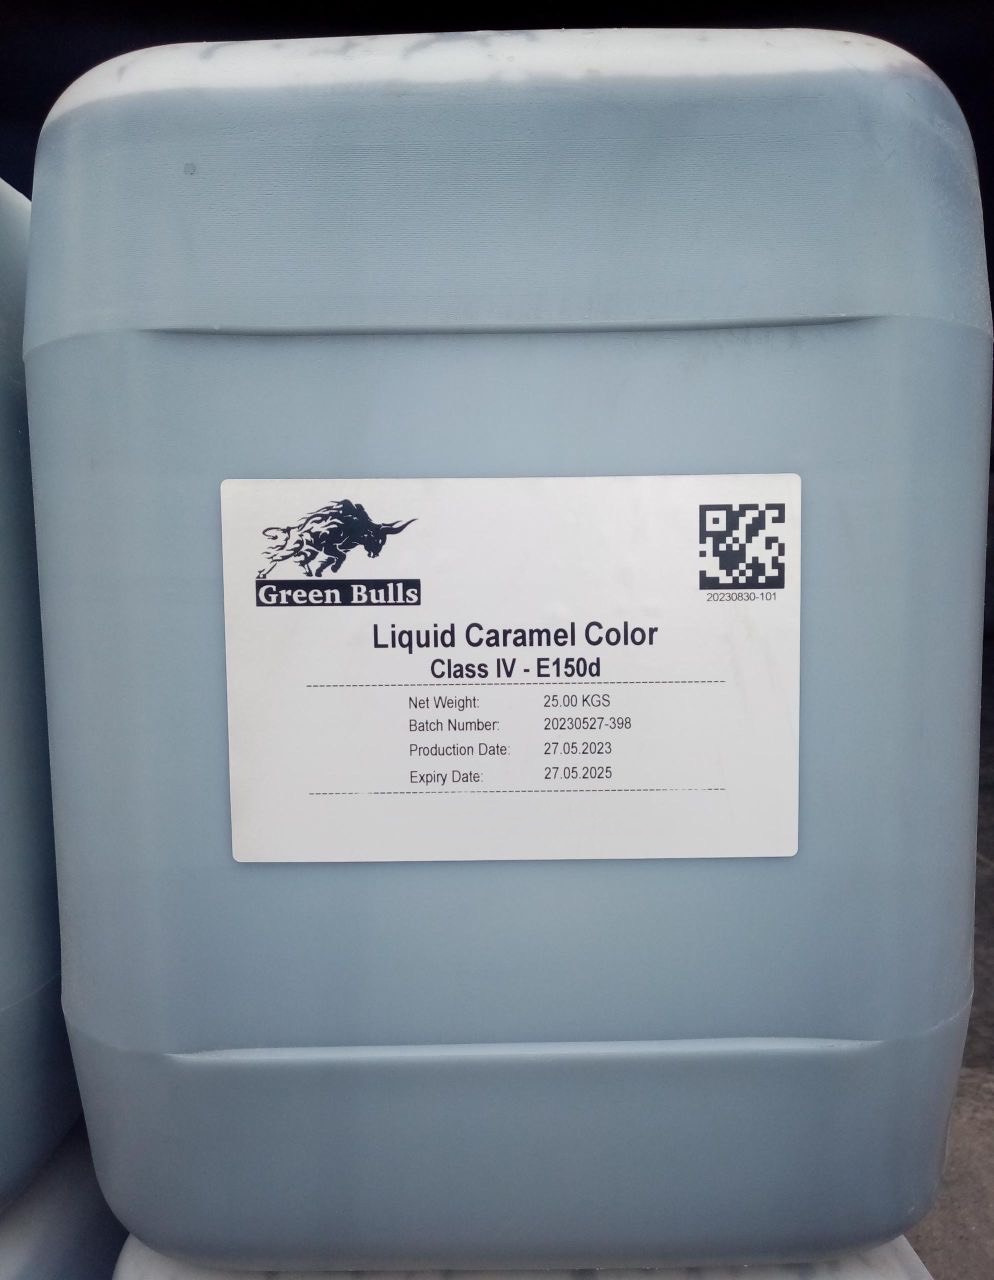 Green Bulls
20230830-101
Liquid Caramel Color
Class IV - E150d
Net Weight: 25.00 KGS
Batch Number: 20230527-398
Production Date: 27.05.2023
Expiry Date: 27.05.2025